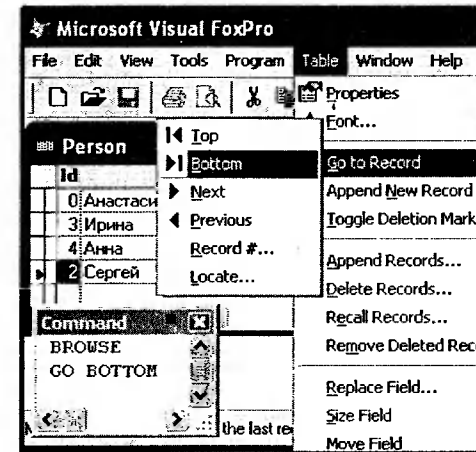 Microsoft Visual FoxPro
File Edit View Tools Program Table Window Help
Properties
Font...
Go to Record
Append New Record
Toggle Deletion Mark
Append Records...
Delete Records...
Recall Records...
Remove Deleted Rec
Replace Field...
Size Field
Move Field
Top
Bottom
Next
Previous
Record #...
Locate...
Person
Id
0 Анастаси
3 Ирина
4 Анна
2 Сергей
Command
BROWSE
GO BOTTOM
the last re